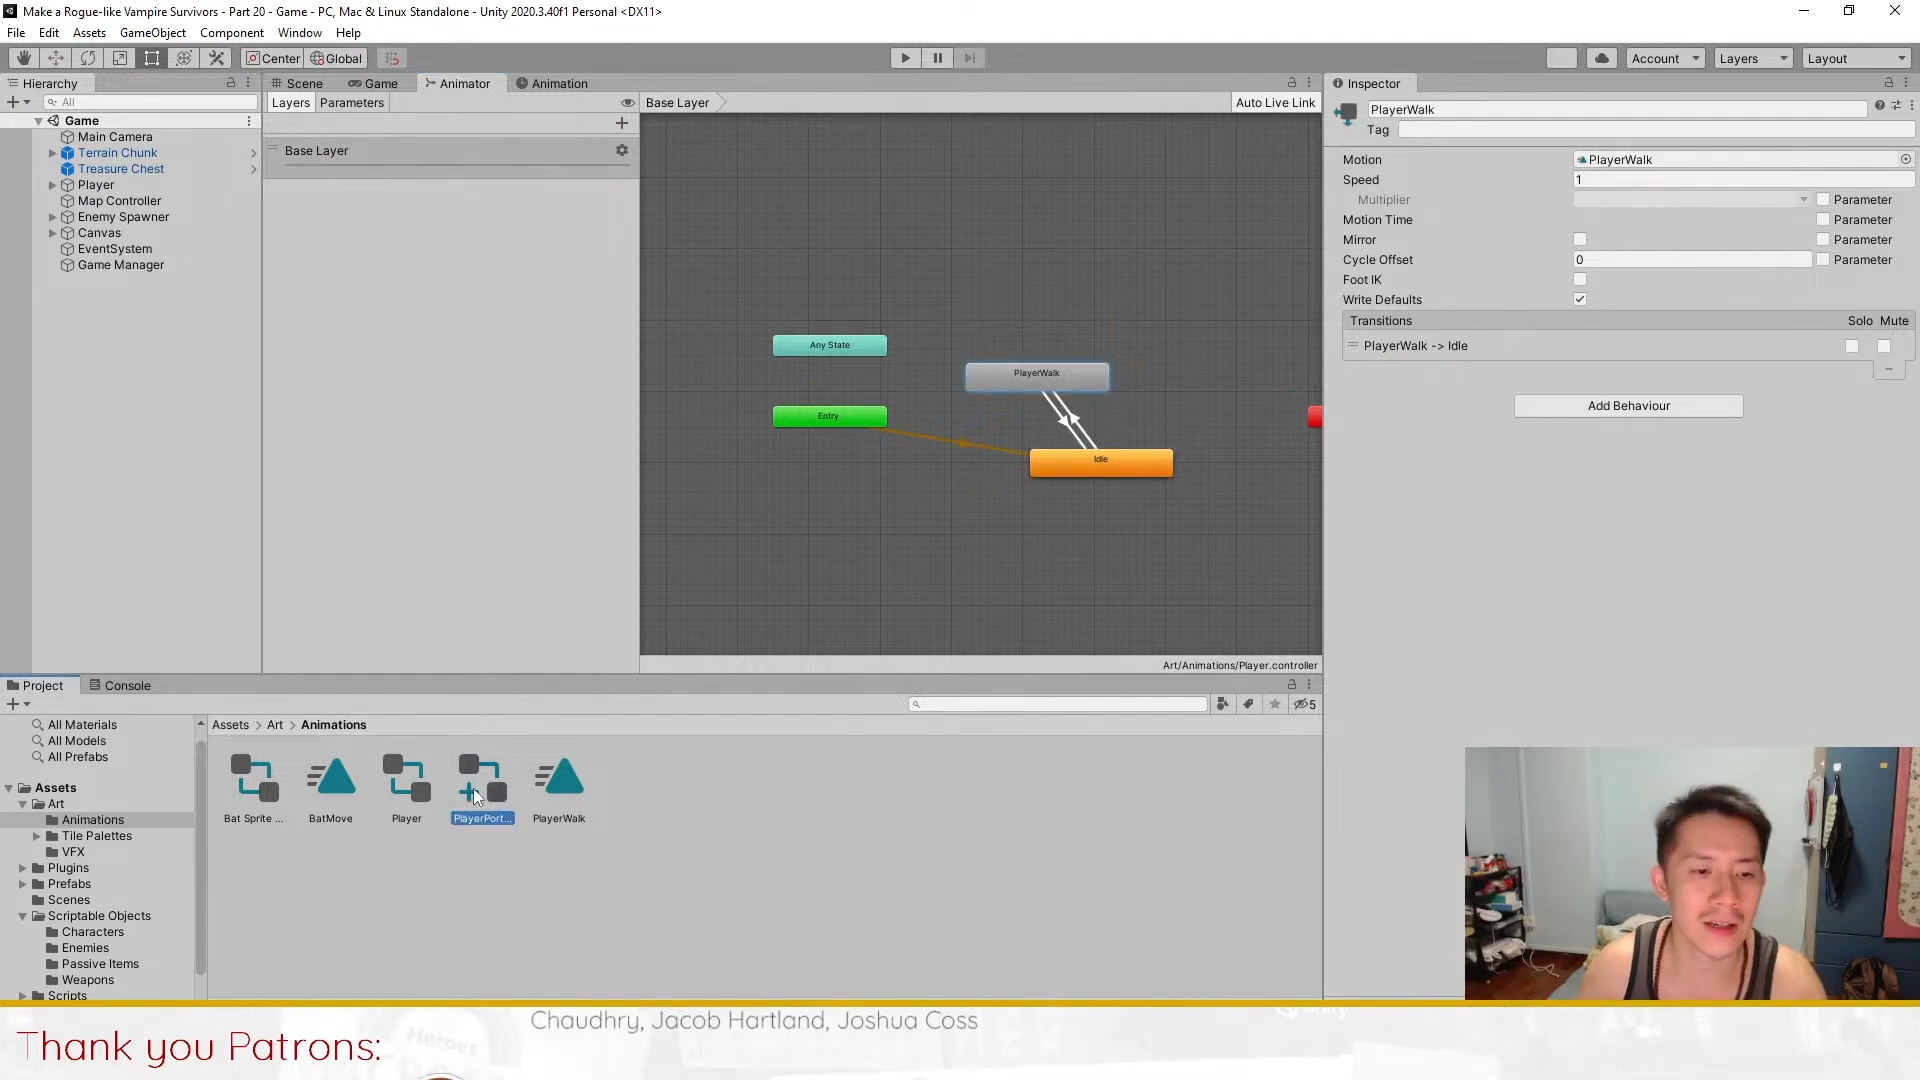 Make a Rogue-like Vampire Survivors - Part 20 - Game - PC, Mac & Linux Standalone - Unity 2020.3.40f1 Personal <DX11>
File Edit Assets GameObject Component Window Help
Center Global Account Layers Layout
Hierarchy Scene Game Animator Animation Inspector
All Layers Parameters Base Layer Auto Live Link PlayerWalk
Tag
Game
Main Camera
Terrain Chunk
Treasure Chest
Player
Map Controller
Enemy Spawner
Canvas
EventSystem
Game Manager
Base Layer
Any State
PlayerWalk
Entry
Idle
Art/Animations/Player.controller
Motion PlayerWalk
Speed 1
Multiplier Parameter
Motion Time Parameter
Mirror Parameter
Cycle Offset 0 Parameter
Foot IK
Write Defaults
Transitions Solo Mute
PlayerWalk -> Idle
Add Behaviour
Project Console
5
All Materials
All Models
All Prefabs
Assets
Art
Animations
Tile Palettes
VFX
Plugins
Prefabs
Scenes
Scriptable Objects
Characters
Enemies
Passive Items
Weapons
Scripts
Assets > Art > Animations
Bat Sprite ... BatMove Player PlayerPort... PlayerWalk
Chaudhry, Jacob Hartland, Joshua Coss
Thank you Patrons:
Heroes